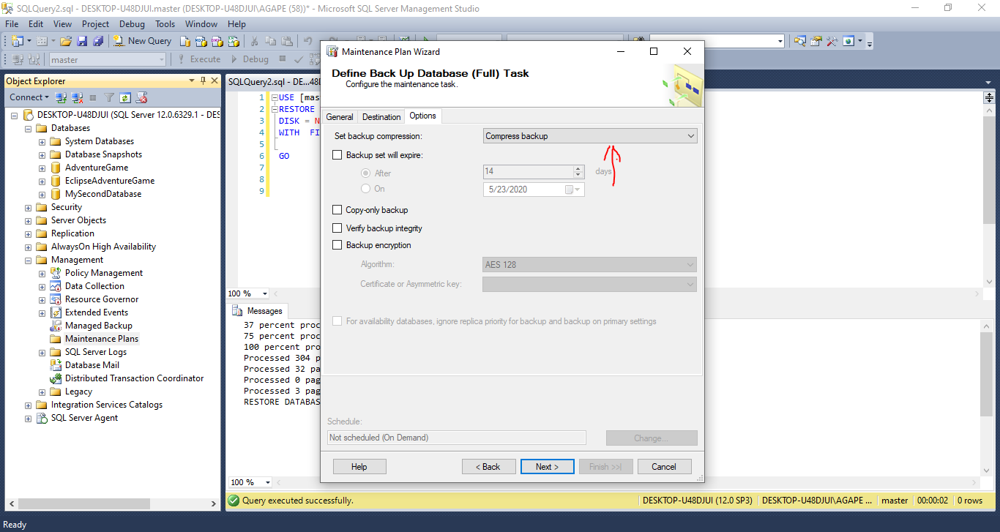 SQLQuery2.sql - DESKTOP-U48DJUI.master (DESKTOP-U48DJUI\AGAPE (58))* - Microsoft SQL Server Management Studio
File Edit View Project Debug Tools Window Help
New Query
master Execute Debug
Object Explorer
Connect
DESKTOP-U48DJUI (SQL Server 12.0.6329.1 - DES
Databases
System Databases
Database Snapshots
AdventureGame
EclipseAdventureGame
MySecondDatabase
Security
Server Objects
Replication
AlwaysOn High Availability
Management
Policy Management
Data Collection
Resource Governor
Extended Events
Managed Backup
Maintenance Plans
SQL Server Logs
Database Mail
Distributed Transaction Coordinator
Legacy
Integration Services Catalogs
SQL Server Agent
SQLQuery2.sql - DE...48D
1 USE [mas
2 RESTORE
3 DISK = N
4 WITH FI
5
6 GO
7
8
9
100 %
Messages
37 percent proc
75 percent proc
100 percent pro
Processed 304 p
Processed 32 pa
Processed 0 pag
Processed 3 pag
RESTORE DATABAS
100 %
Maintenance Plan Wizard
Define Back Up Database (Full) Task
Configure the maintenance task.
General Destination Options
Set backup compression: Compress backup
Backup set will expire:
After 14 days
On 5/23/2020
Copy-only backup
Verify backup integrity
Backup encryption
Algorithm: AES 128
Certificate or Asymmetric key:
For availability databases, ignore replica priority for backup and backup on primary settings
Schedule:
Not scheduled (On Demand) Change...
Help < Back Next > Finish >>| Cancel
Query executed successfully. DESKTOP-U48DJUI (12.0 SP3) DESKTOP-U48DJUI\AGAPE ... master 00:00:02 0 rows
Ready